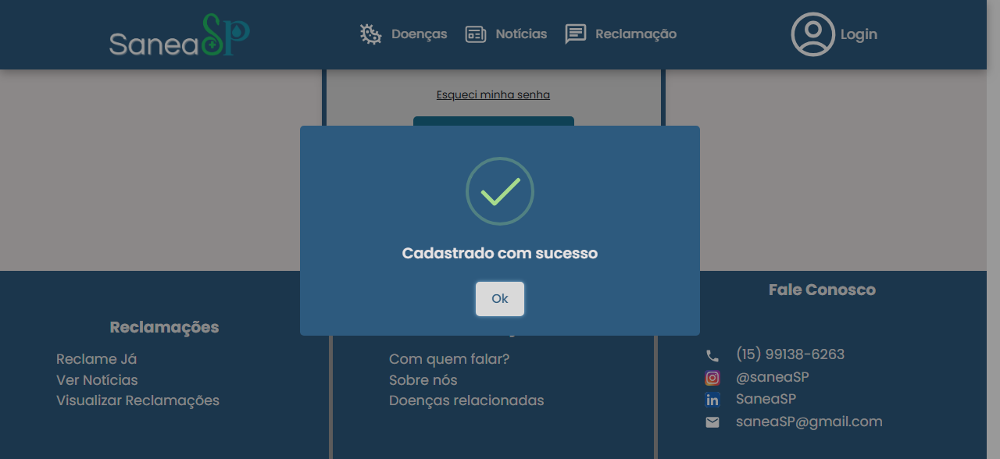 SaneaSP
Doenças
Notícias
Reclamação
Login
Esqueci minha senha
Cadastrado com sucesso
Ok
Reclamações
Reclame Já
Ver Notícias
Visualizar Reclamações
Com quem falar?
Sobre nós
Doenças relacionadas
Fale Conosco
(15) 99138-6263
@saneaSP
SaneaSP
saneaSP@gmail.com